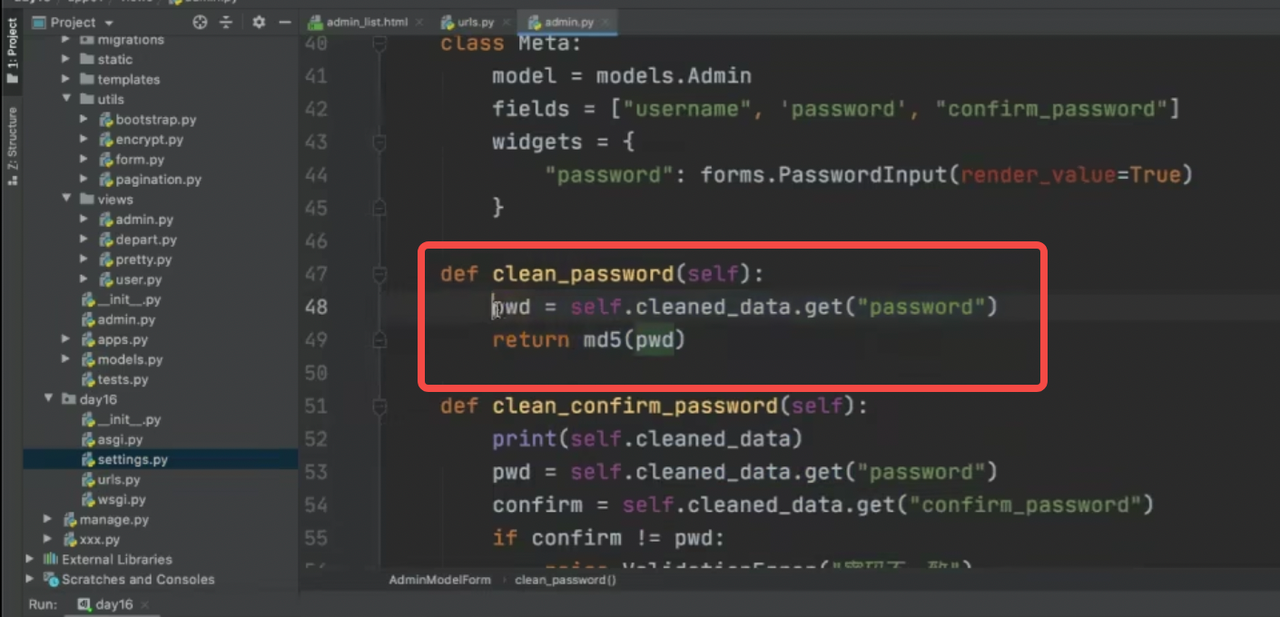 Project
admin_list.html
urls.py
admin.py
1: Project
Z: Structure
migrations
static
templates
utils
bootstrap.py
encrypt.py
form.py
pagination.py
views
admin.py
depart.py
pretty.py
user.py
__init__.py
admin.py
apps.py
models.py
tests.py
day16
__init__.py
asgi.py
settings.py
urls.py
wsgi.py
manage.py
xxx.py
External Libraries
Scratches and Consoles
40 class Meta:
41 model = models.Admin
42 fields = ["username", 'password', "confirm_password"]
43 widgets = {
44 "password": forms.PasswordInput(render_value=True)
45 }
46
47 def clean_password(self):
48 pwd = self.cleaned_data.get("password")
49 return md5(pwd)
50
51 def clean_confirm_password(self):
52 print(self.cleaned_data)
53 pwd = self.cleaned_data.get("password")
54 confirm = self.cleaned_data.get("confirm_password")
55 if confirm != pwd:
AdminModelForm › clean_password()
Run: day16